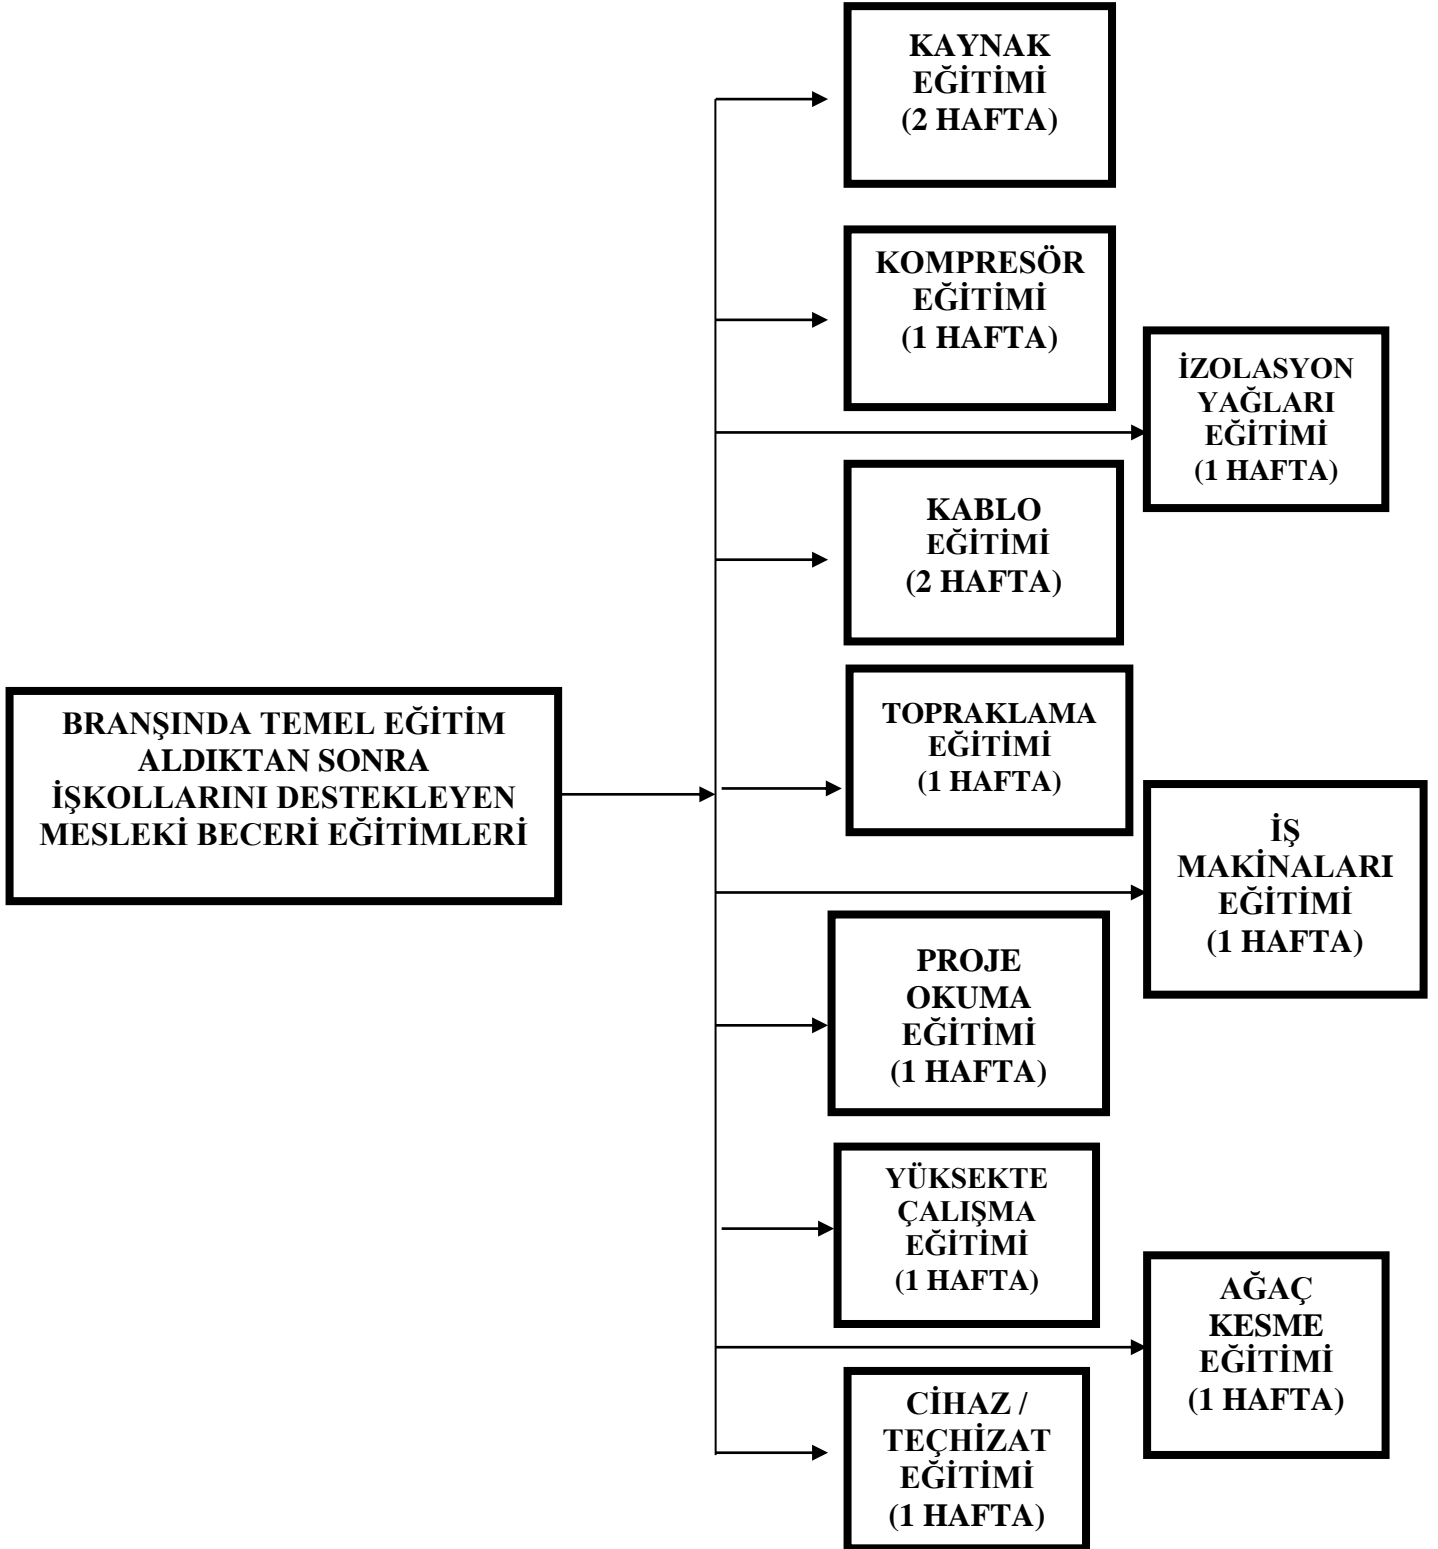 KAYNAK
EĞİTİMİ
(2 HAFTA)
KOMPRESÖR
EĞİTİMİ
(1 HAFTA)
İZOLASYON
YAĞLARI
EĞİTİMİ
(1 HAFTA)
KABLO
EĞİTİMİ
(2 HAFTA)
BRANŞINDA TEMEL EĞİTİM
ALDIKTAN SONRA
İŞKOLLARINI DESTEKLEYEN
MESLEKİ BECERİ EĞİTİMLERİ
TOPRAKLAMA
EĞİTİMİ
(1 HAFTA)
İŞ
MAKİNALARI
EĞİTİMİ
(1 HAFTA)
PROJE
OKUMA
EĞİTİMİ
(1 HAFTA)
YÜKSEKTE
ÇALIŞMA
EĞİTİMİ
(1 HAFTA)
AĞAÇ
KESME
EĞİTİMİ
(1 HAFTA)
CİHAZ /
TEÇHİZAT
EĞİTİMİ
(1 HAFTA)